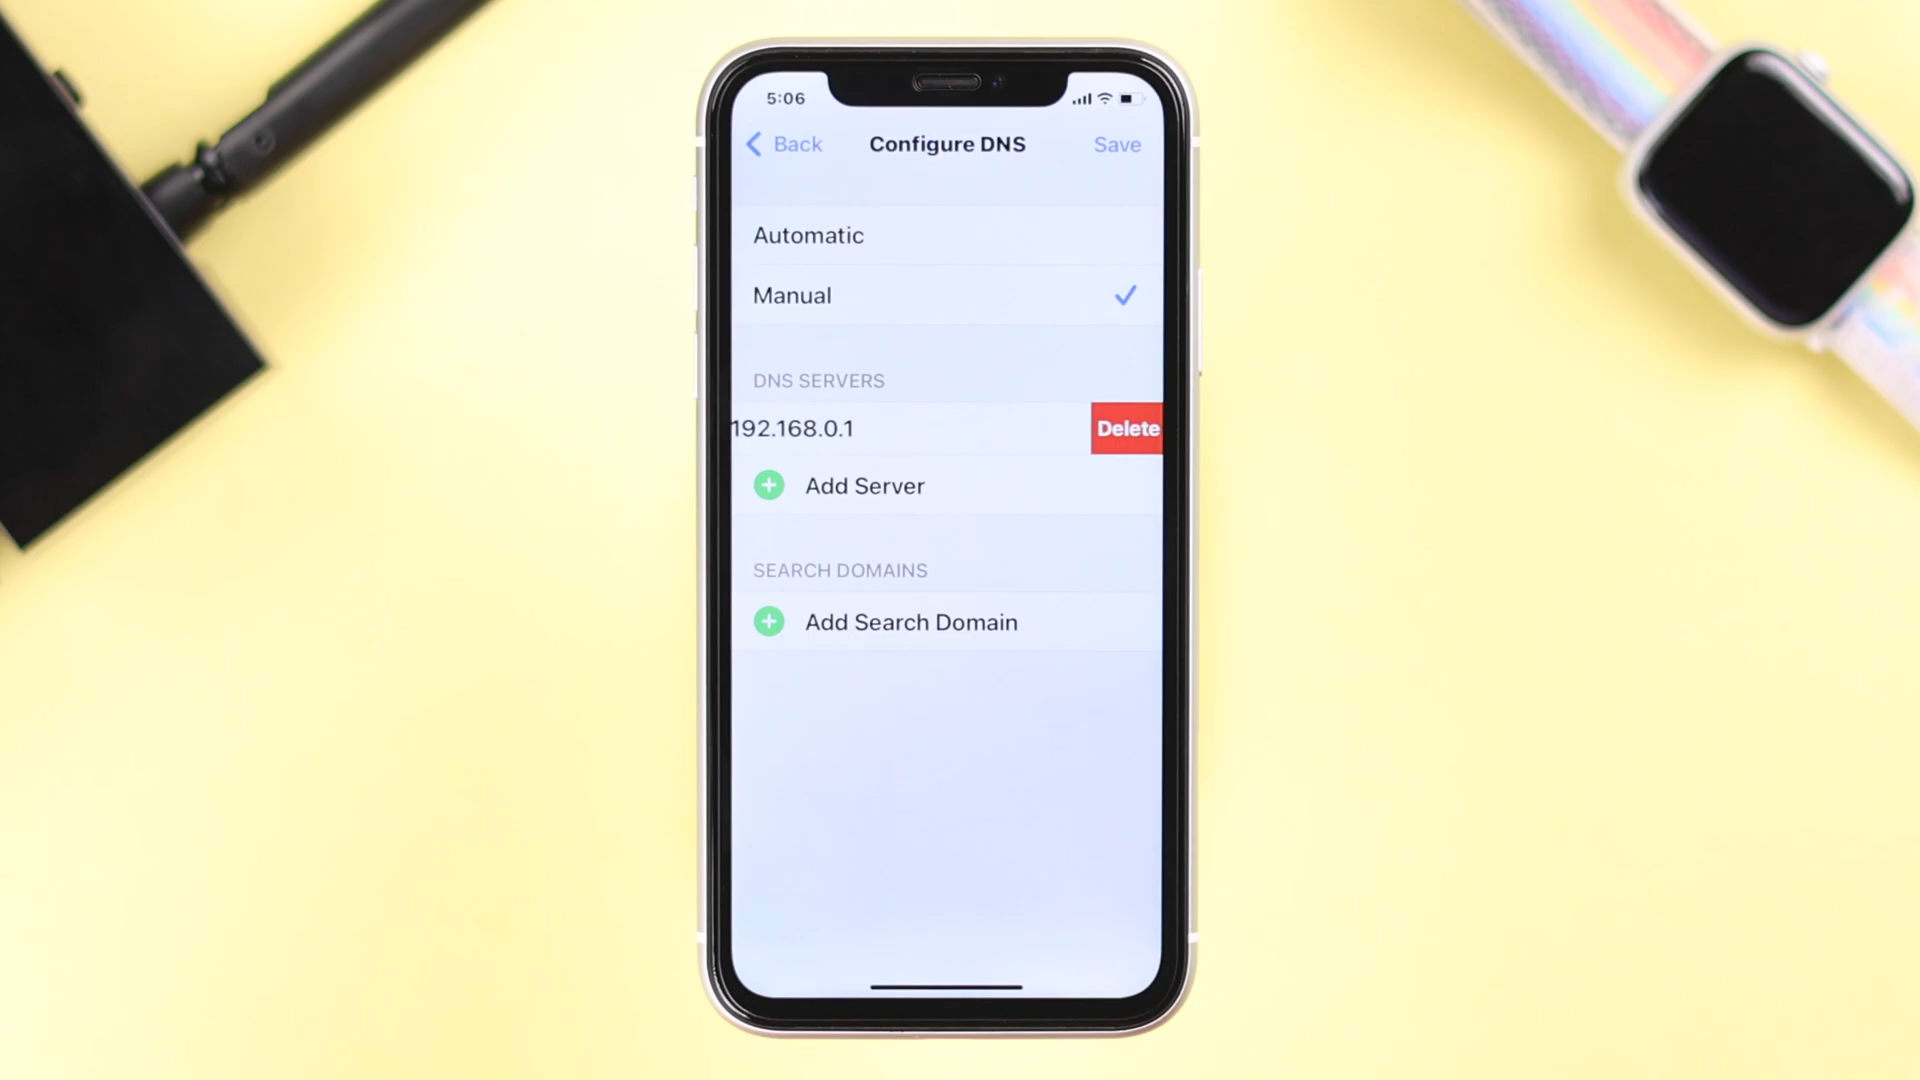 5:06
Back Configure DNS Save
Automatic
Manual
DNS SERVERS
192.168.0.1 Delete
Add Server
SEARCH DOMAINS
Add Search Domain